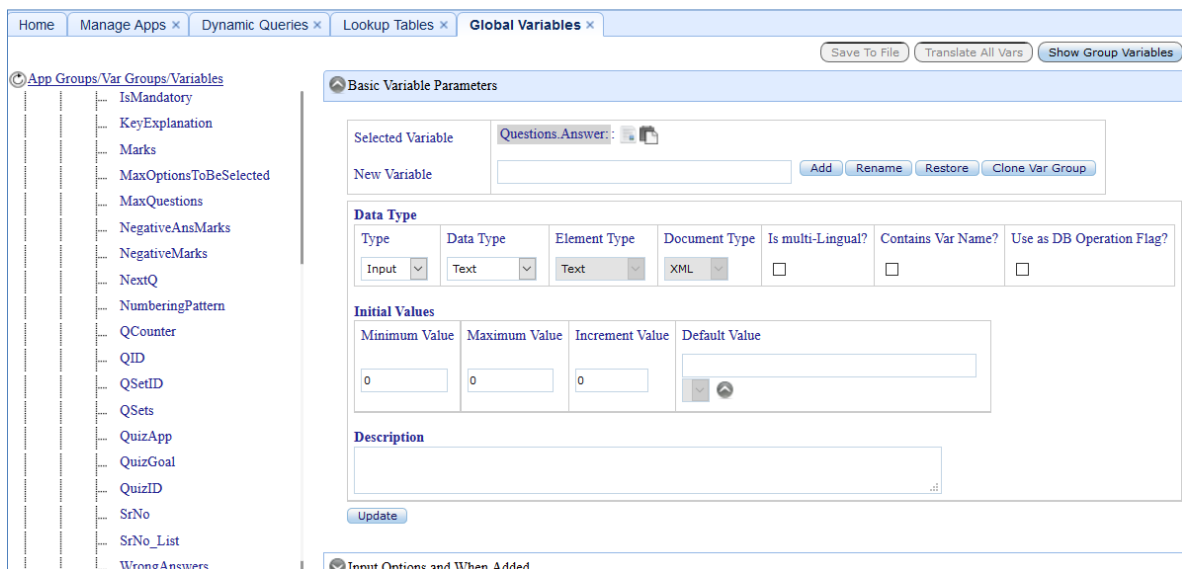 Home Manage Apps × Dynamic Queries × Lookup Tables × Global Variables ×
Save To File Translate All Vars Show Group Variables
App Groups/Var Groups/Variables
IsMandatory
KeyExplanation
Marks
MaxOptionsToBeSelected
MaxQuestions
NegativeAnsMarks
NegativeMarks
NextQ
NumberingPattern
QCounter
QID
QSetID
QSets
QuizApp
QuizGoal
QuizID
SrNo
SrNo_List
WrongAnswers
Basic Variable Parameters
Selected Variable Questions.Answer::
New Variable Add Rename Restore Clone Var Group
Data Type
Type Data Type Element Type Document Type Is multi-Lingual? Contains Var Name? Use as DB Operation Flag?
Input Text Text XML
Initial Values
Minimum Value Maximum Value Increment Value Default Value
0 0 0
Description
Update
Input Options and When Added